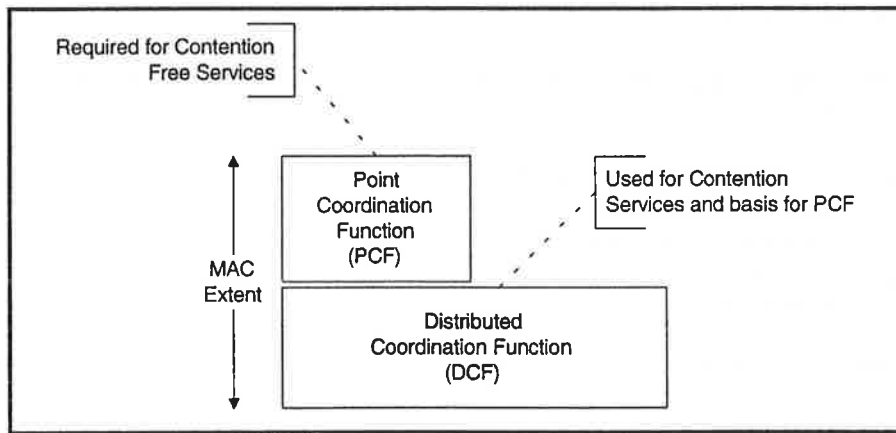 Required for Contention
Free Services
Point
Coordination
Function
(PCF)
Used for Contention
Services and basis for PCF
MAC
Extent
Distributed
Coordination Function
(DCF)